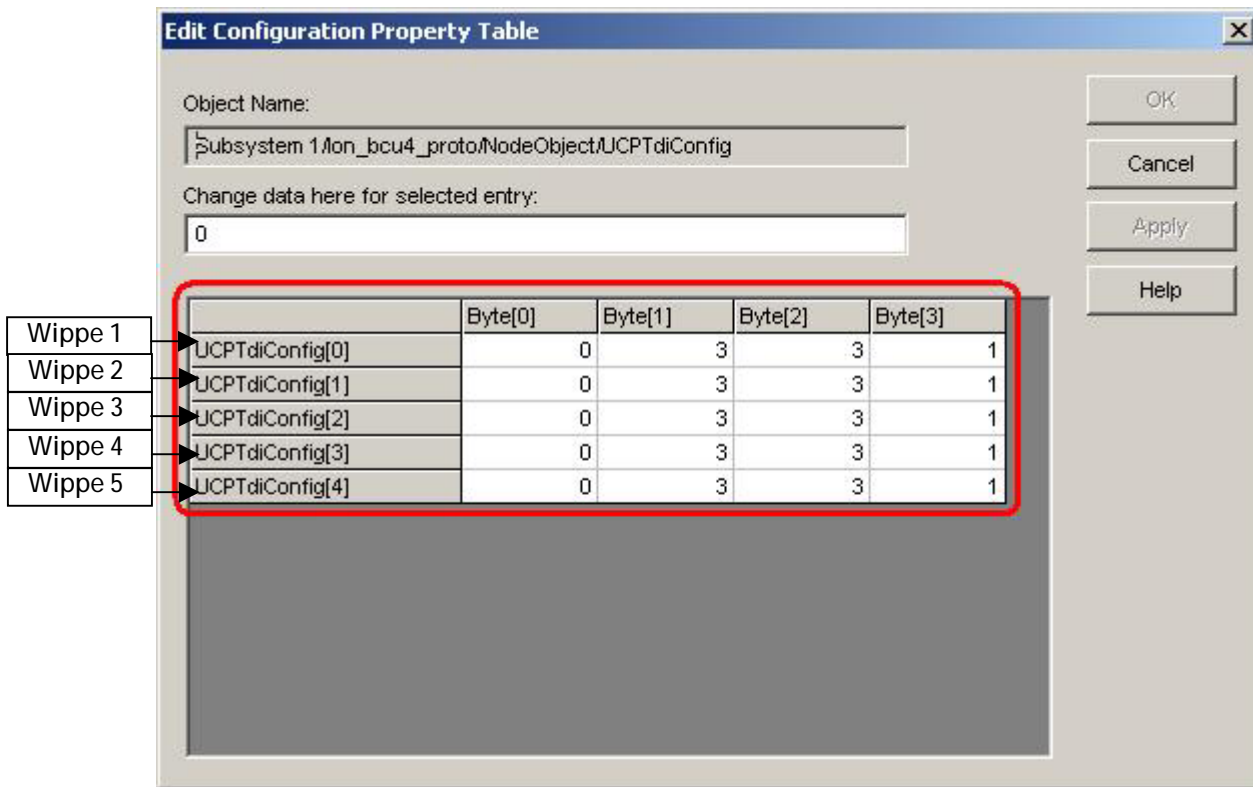 Edit Configuration Property Table
Object Name:
OK
Subsystem 1/lon_bcu4_proto/NodeObject/UCPTdiConfig
Cancel
Change data here for selected entry:
0
Apply
Help
Byte[0] Byte[1] Byte[2] Byte[3]
Wippe 1 UCPTdiConfig[0] 0 3 3 1
Wippe 2 UCPTdiConfig[1] 0 3 3 1
Wippe 3 UCPTdiConfig[2] 0 3 3 1
Wippe 4 UCPTdiConfig[3] 0 3 3 1
Wippe 5 UCPTdiConfig[4] 0 3 3 1